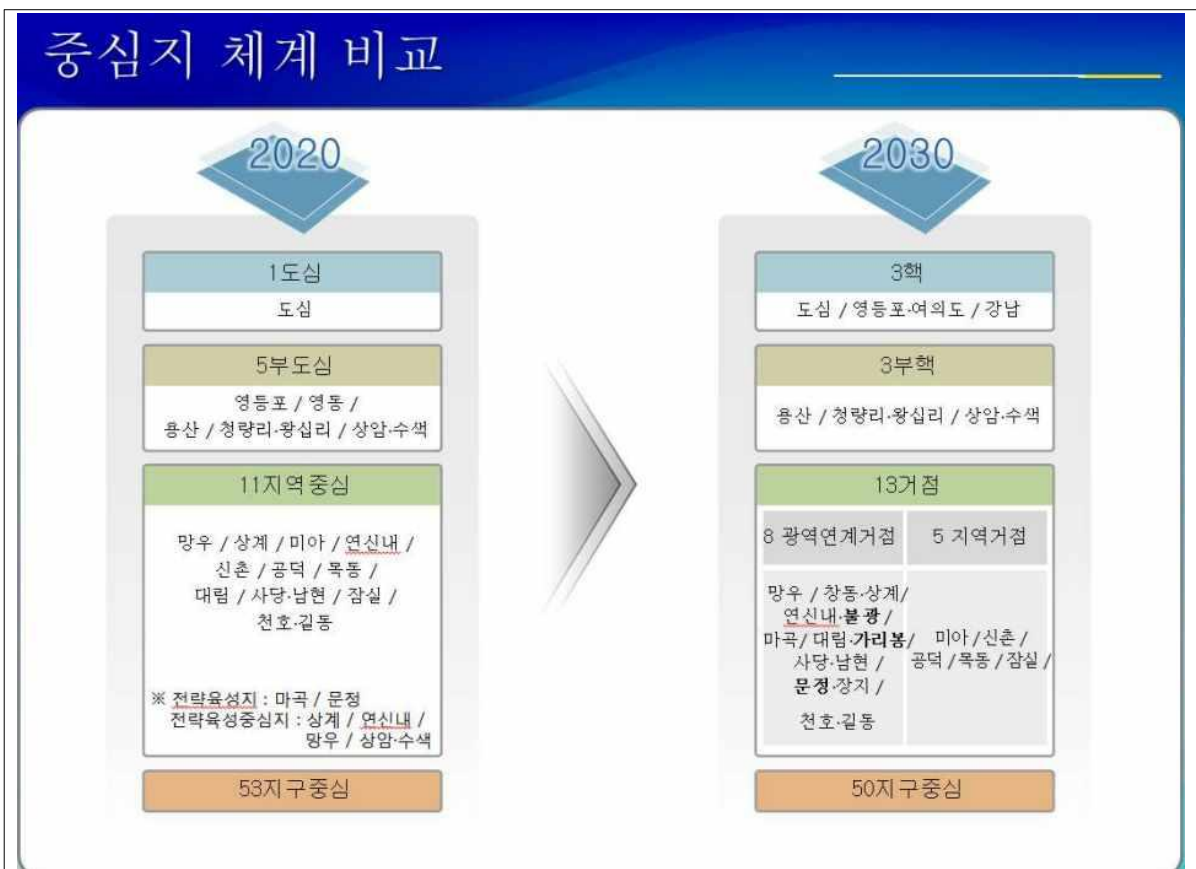 중심지 체계 비교
2020
1도심
도심
5부도심
영등포 / 영동 /
용산 / 청량리·왕십리 / 상암·수색
11지역중심
망우 / 상계 / 미아 / 연신내 /
신촌 / 공덕 / 목동 /
대림 / 사당·남현 / 잠실 /
천호·길동
※ 전략육성지 : 마곡 / 문정
전략육성중심지 : 상계 / 연신내 /
망우 / 상암·수색
53지구중심
2030
3핵
도심 / 영등포·여의도 / 강남
3부핵
용산 / 청량리·왕십리 / 상암·수색
13거점
8 광역연계거점
망우 / 창동·상계/
연신내·불광 /
마곡/ 대림·가리봉/
사당·남현 /
문정·장지 /
천호·길동
5 지역거점
미아 /신촌 /
공덕 /목동 /잠실 /
50지구중심